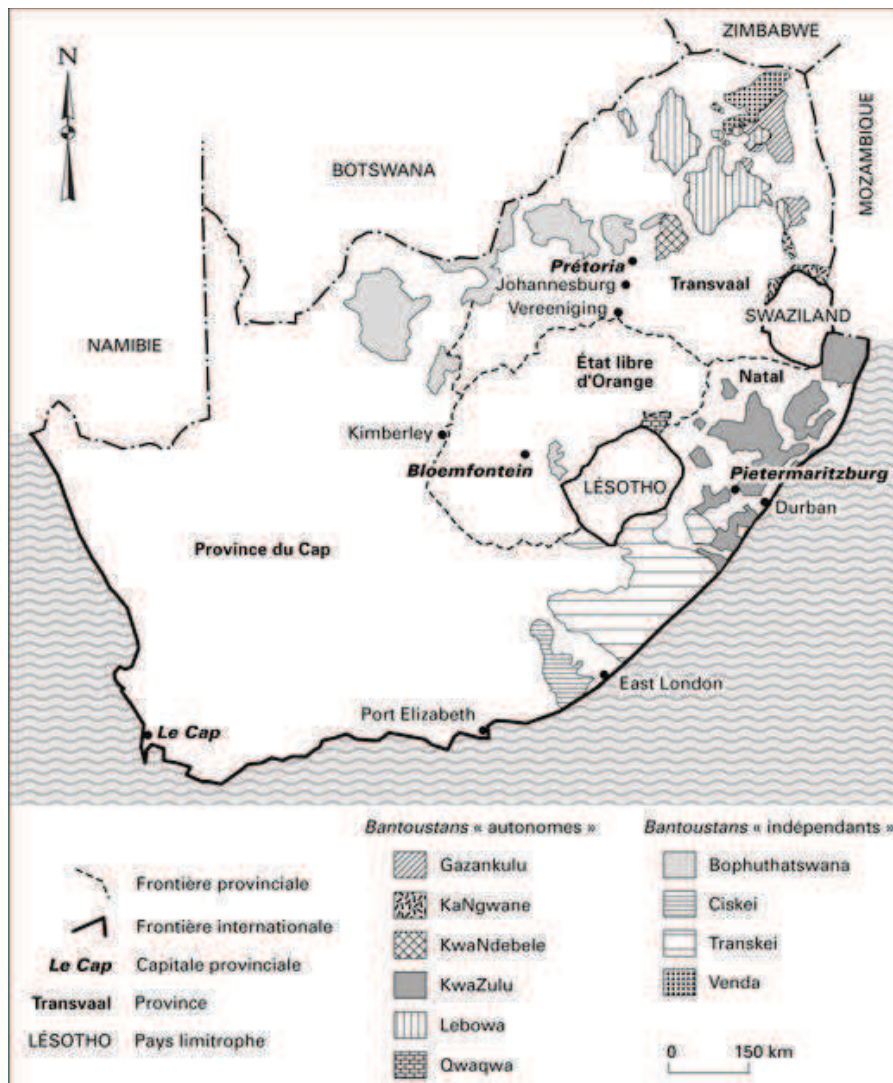 ZIMBABWE
N
MOZAMBIQUE
BOTSWANA
Prétoria
Johannesburg
Transvaal
Vereeniging
SWAZILAND
NAMIBIE
État libre
d'Orange
Natal
Kimberley
Bloemfontein
Pietermaritzburg
LÉSOTHO
Durban
Province du Cap
East London
Port Elizabeth
Le Cap
Bantoustans « autonomes »
Gazankulu
KaNgwane
KwaNdebele
KwaZulu
Lebowa
Qwaqwa
Bantoustans « indépendants »
Bophuthatswana
Ciskei
Transkei
Venda
Frontière provinciale
Frontière internationale
Le Cap Capitale provinciale
Transvaal Province
LÉSOTHO Pays limitrophe
0 150 km